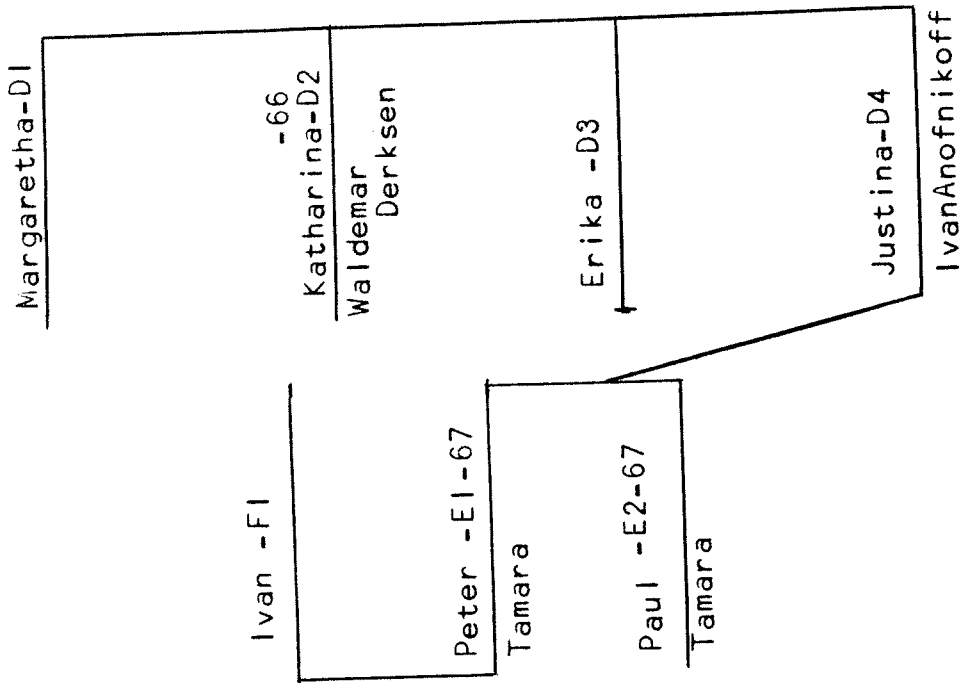 Margaretha-D1
-66
Katharina-D2
Waldemar
Derksen
Erika -D3
Justina-D4
IvanAnofnikoff
Ivan -F1
Peter -E1-67
Tamara
Paul -E2-67
Tamara